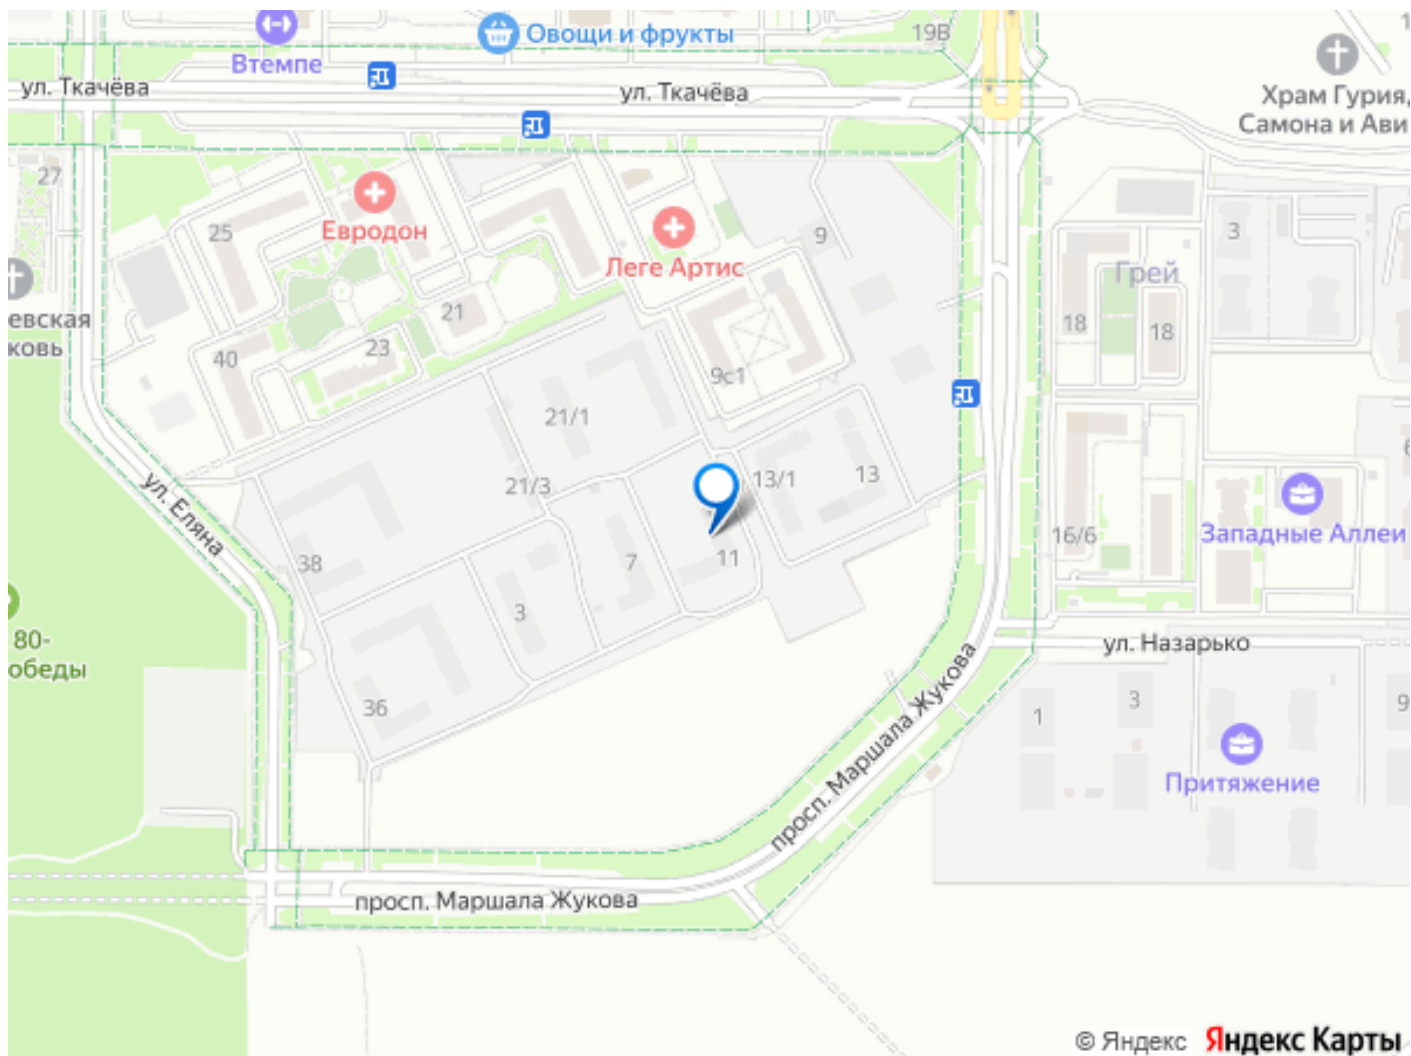 19В
Овощи и фрукты
Втемпе
ул. Ткачёва
ул. Ткачёва
Храм Гурия,
Самона и Ави
27
25
Евродон
9
3
Леге Артис
Грей
21
18
18
евская
ковь
40
23
9с1
21/1
13/1
13
21/3
ул. Еляна
Западные Аллеи
16/6
38
7
11
3
80-
обеды
ул. Назарько
просп. Маршала Жукова
36
1
3
9
Притяжение
просп. Маршала Жукова
© Яндекс Яндекс Карты